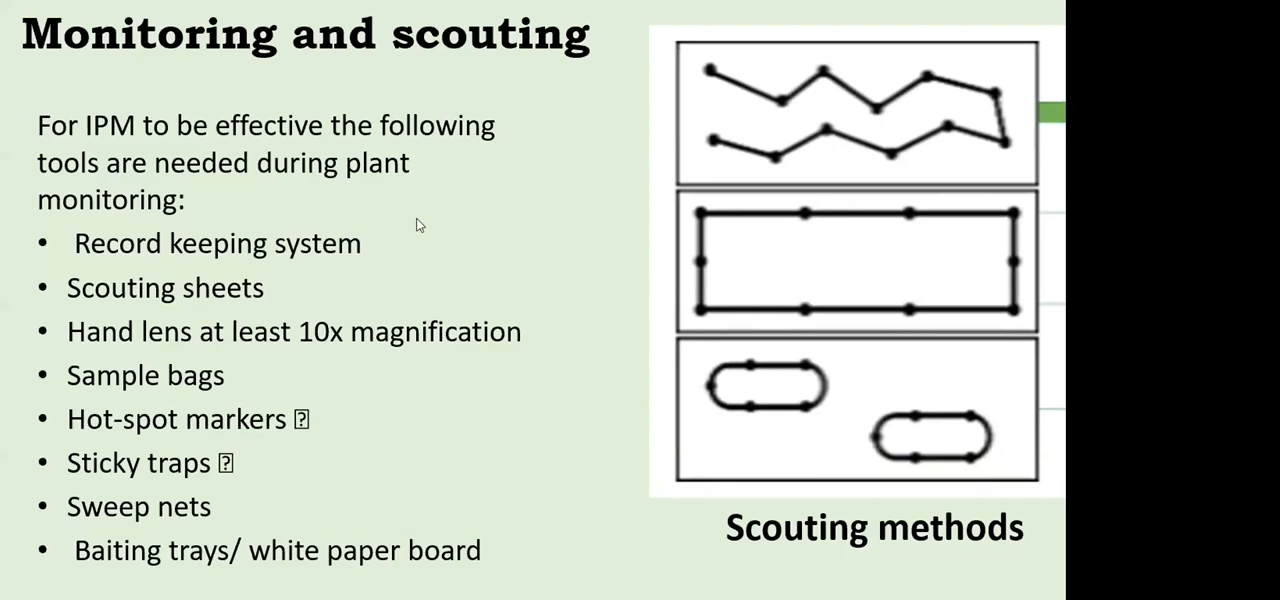 Monitoring and scouting
For IPM to be effective the following
tools are needed during plant
monitoring:
• Record keeping system
• Scouting sheets
• Hand lens at least 10x magnification
• Sample bags
• Hot-spot markers ⍰
• Sticky traps ⍰
• Sweep nets
• Baiting trays/ white paper board
Scouting methods